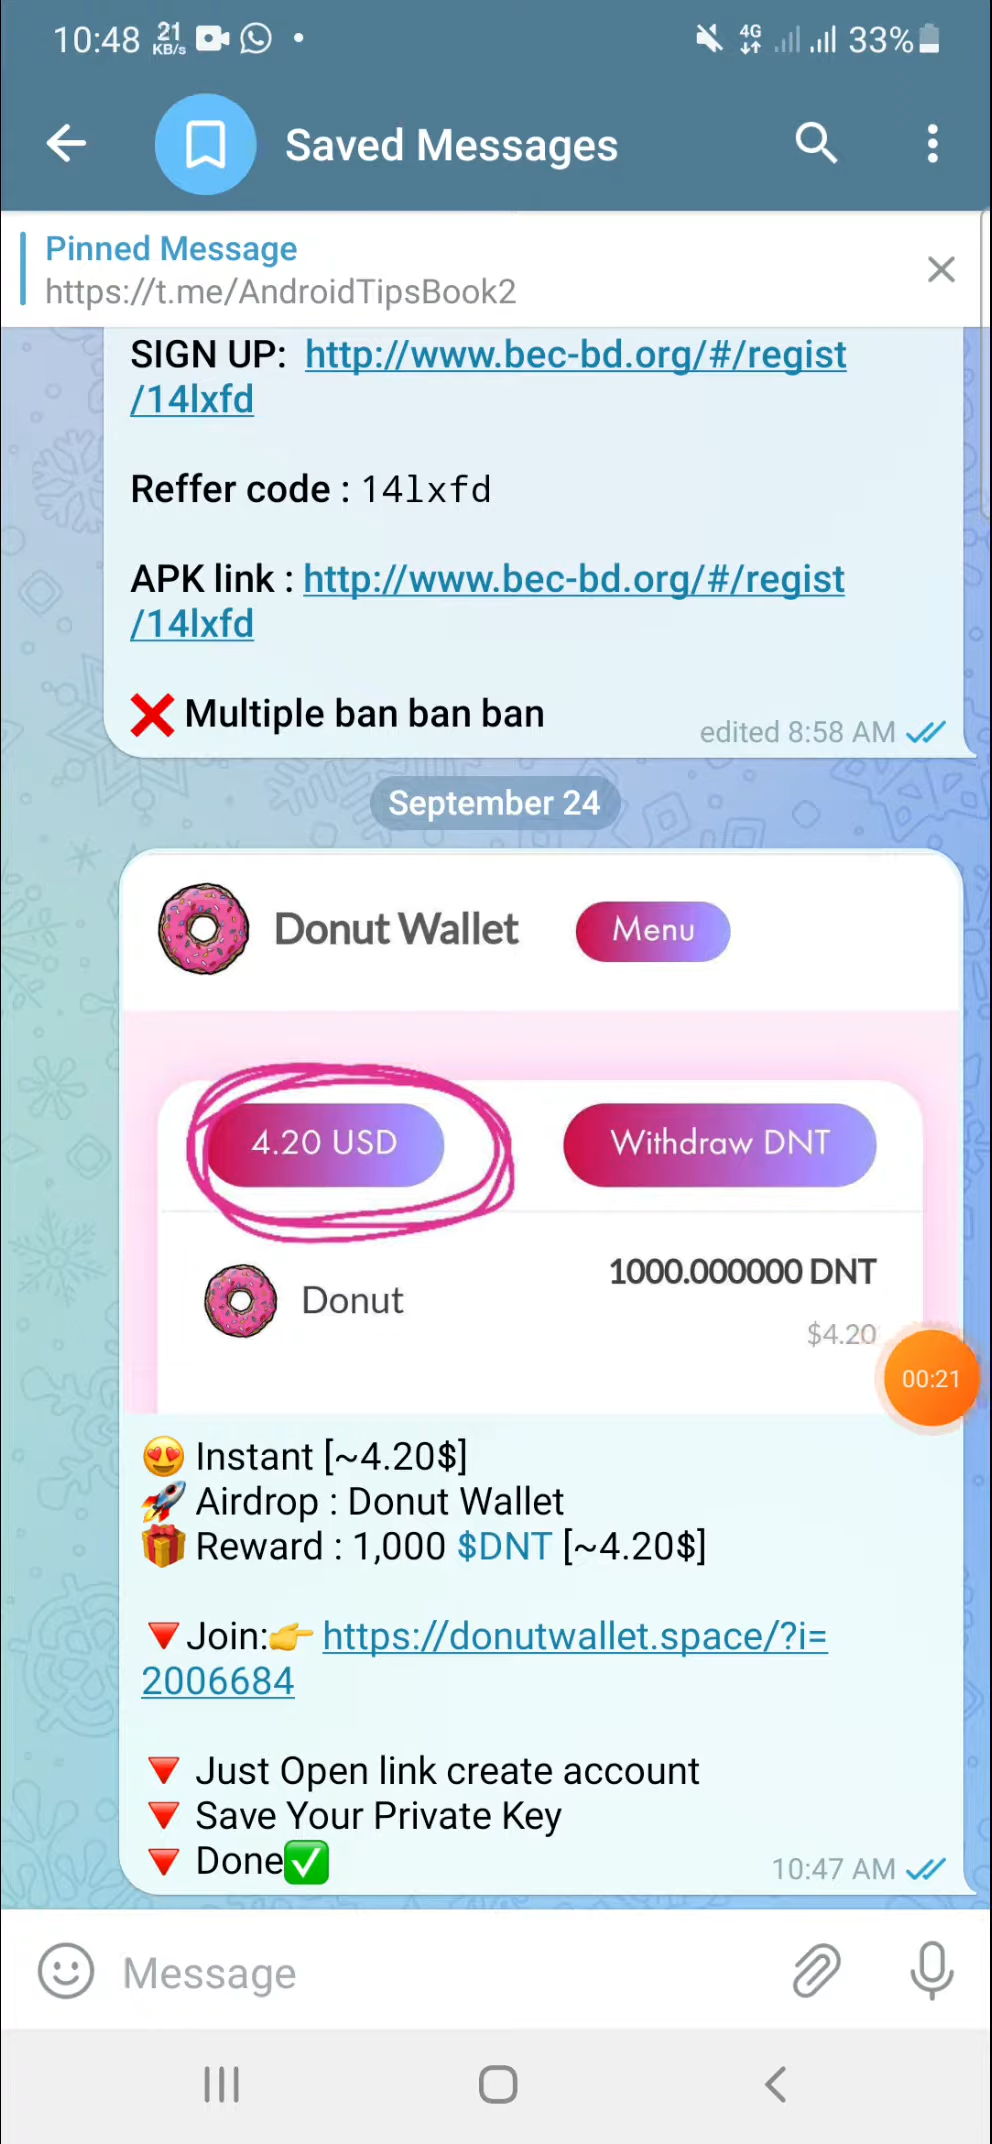 10:48 21 KB/s 4G 33%
Saved Messages
Pinned Message
https://t.me/AndroidTipsBook2
SIGN UP: http://www.bec-bd.org/#/regist
/14lxfd
Reffer code : 14lxfd
APK link : http://www.bec-bd.org/#/regist
/14lxfd
❌ Multiple ban ban ban
edited 8:58 AM
September 24
Donut Wallet Menu
4.20 USD Withdraw DNT
Donut 1000.000000 DNT
$4.20
00:21
😍 Instant [~4.20$]
🚀 Airdrop : Donut Wallet
🎁 Reward : 1,000 $DNT [~4.20$]
🔻Join:👉 https://donutwallet.space/?i=
2006684
🔻 Just Open link create account
🔻 Save Your Private Key
🔻 Done✅
10:47 AM
Message